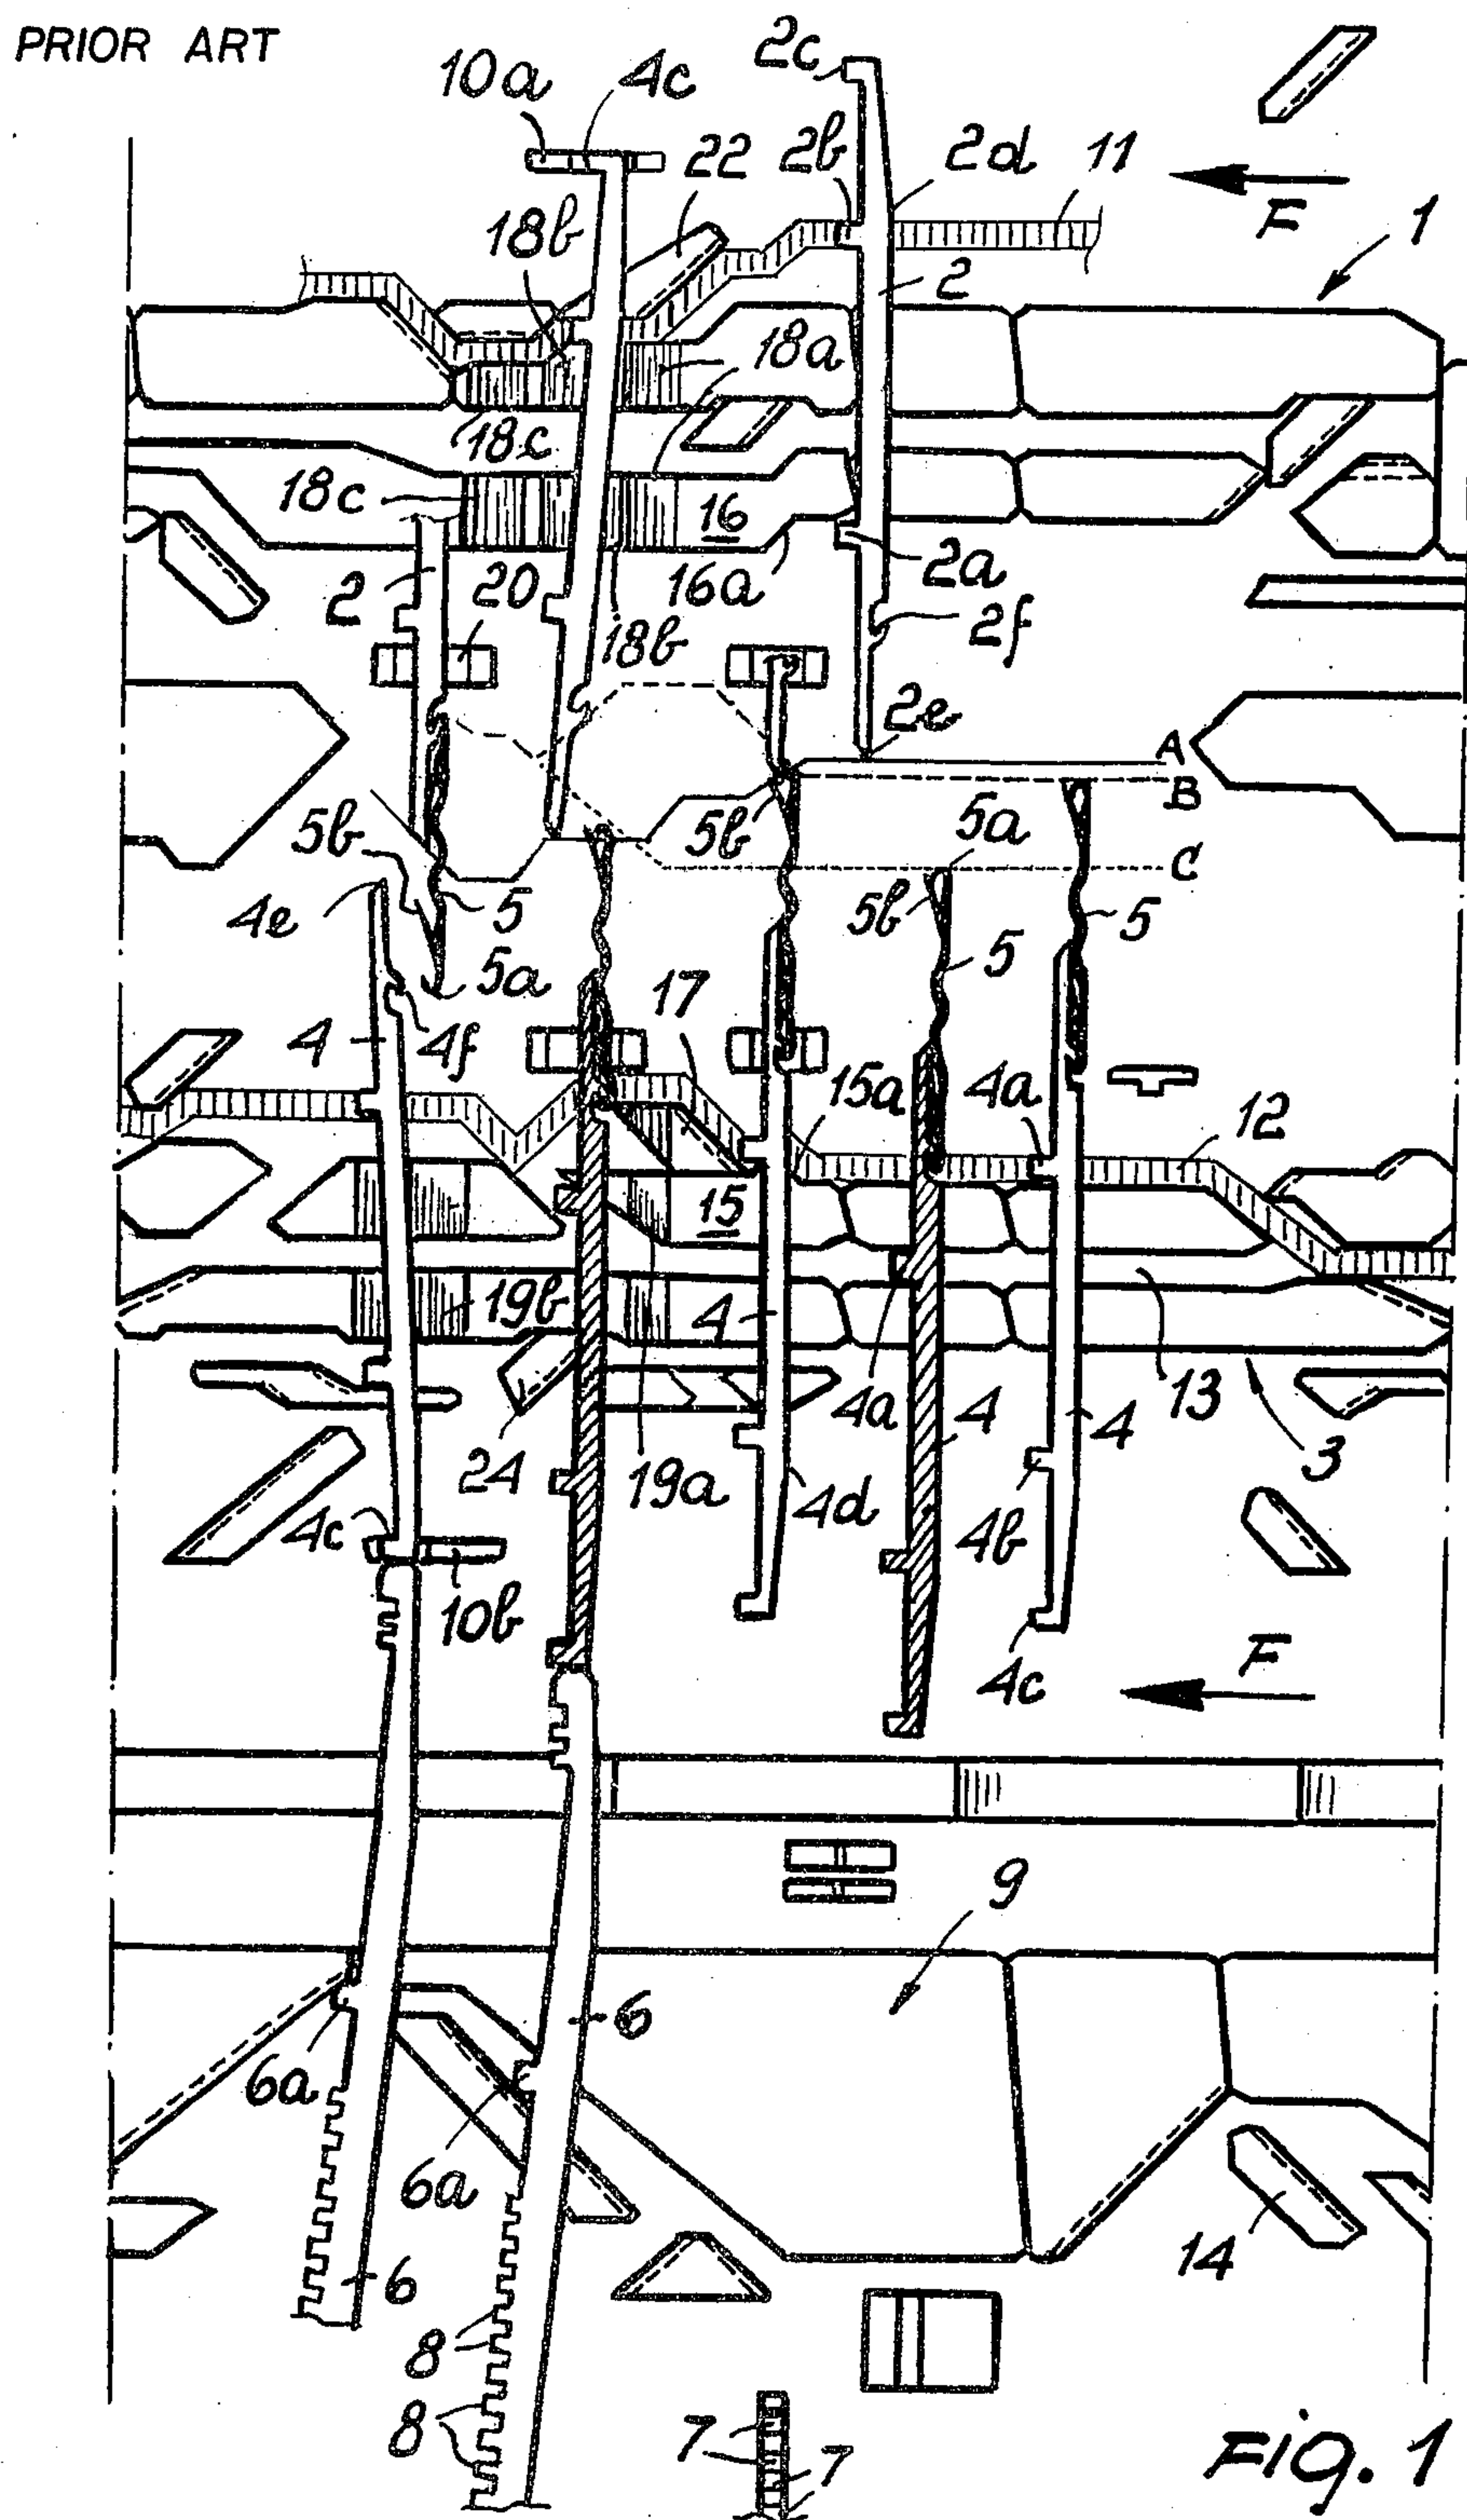 PRIOR ART
2c
10a 4c
22 2b 2d 11
F
18b 1
2
18a
18c
18c 16
2 20 16a 2a
18b 2f
2e
A
B
5b 5b 5a
C
4e 5 5b 5
5a 17 5
4 4f 15a 4a 12
15
19b 4
4a 4 13
24 19a 4 3
4c 4d 4b
10b
F
4c
9
6
6a
6a
14
6
8
8 7 7
Fig. 1